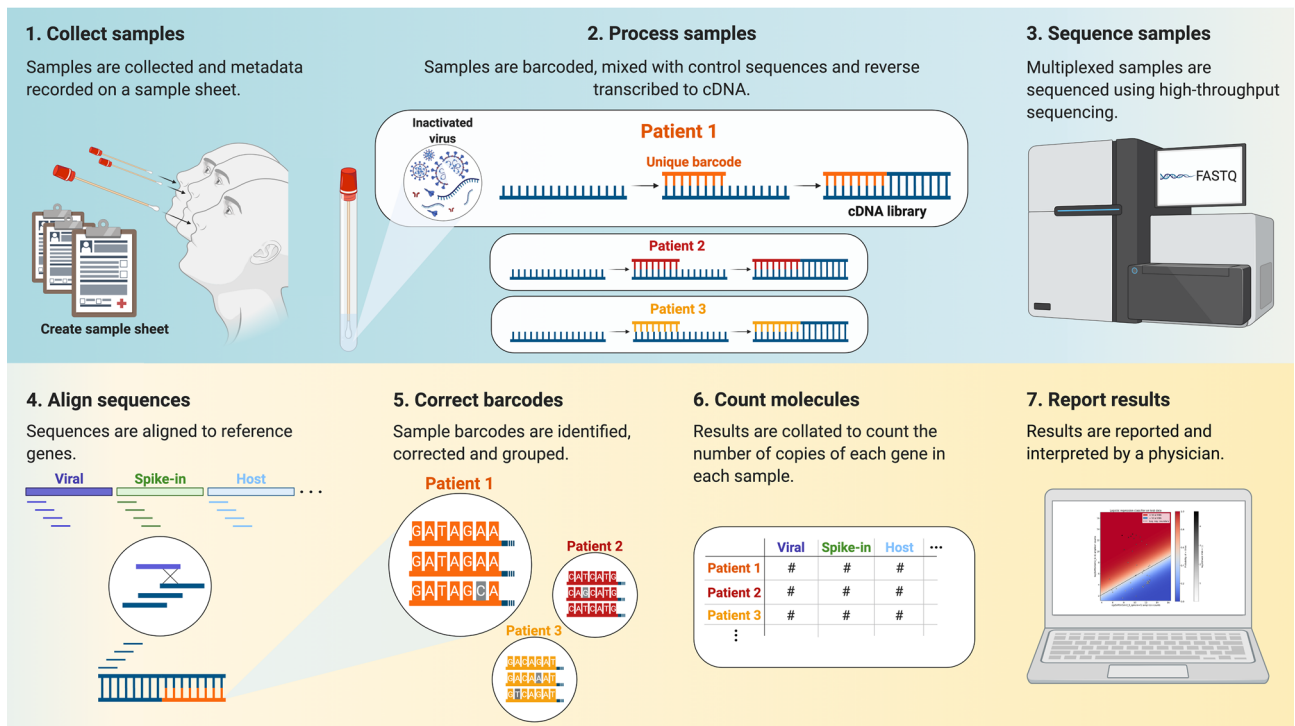 1. Collect samples
Samples are collected and metadata
recorded on a sample sheet.
Create sample sheet
2. Process samples
Samples are barcoded, mixed with control sequences and reverse
transcribed to cDNA.
Inactivated
virus
Patient 1
Unique barcode
cDNA library
Patient 2
Patient 3
3. Sequence samples
Multiplexed samples are
sequenced using high-throughput
sequencing.
FASTQ
4. Align sequences
Sequences are aligned to reference
genes.
Viral
Spike-in
Host
...
5. Correct barcodes
Sample barcodes are identified,
corrected and grouped.
Patient 1
GATAGAA
GATAGAA
GATAGCA
Patient 2
CATCATG
CAGCATG
CATCATG
Patient 3
GACAGAT
GACAAAT
GTCAGAT
6. Count molecules
Results are collated to count the
number of copies of each gene in
each sample.
Viral Spike-in Host ...
Patient 1 # # #
Patient 2 # # #
Patient 3 # # #
7. Report results
Results are reported and
interpreted by a physician.